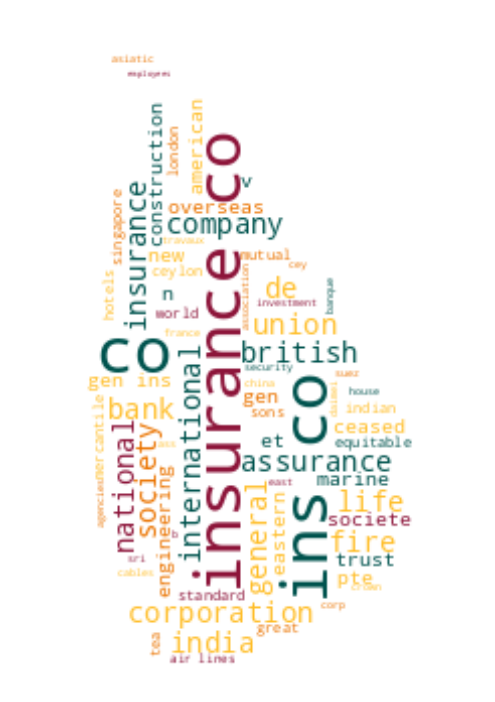 asiatic
employees
construction
london
american
insurance co
v
insurance
singapore
overseas
company
travaux
new
mutual
ceylon
cey
hotels
n
de
association
investment
banque
world
union
france
co
international
british
security
gen ins
china
suez
gen
house
bank
sons
indian
daimei
mercantile
ceased
national
society
ass
et
equitable
assurance
ins co
engineering
marine
east
general
eastern
life
agencies
societe
b
fire
sri
trust
cables
pte
crown
standard
corp
corporation
great
tea
india
air lines